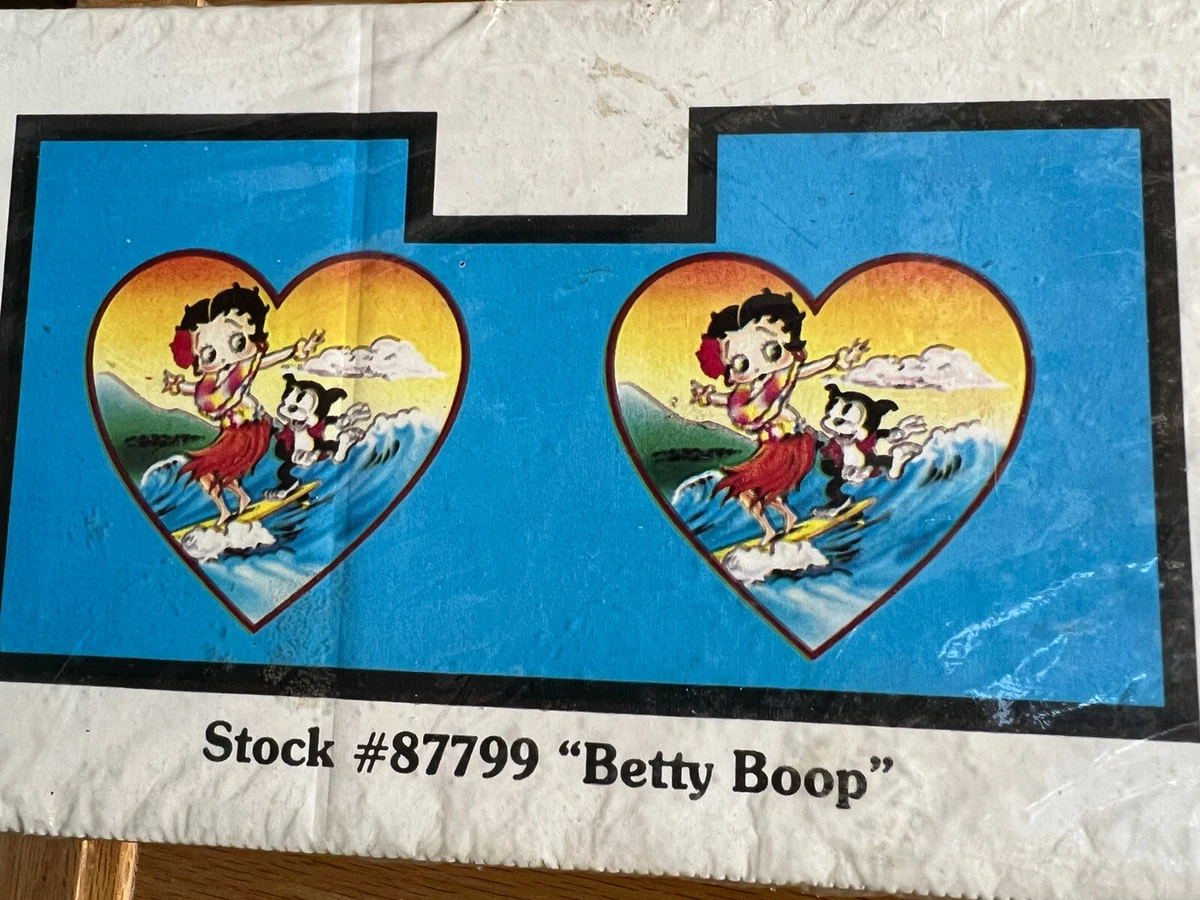 Stock #87799 “Betty Boop”